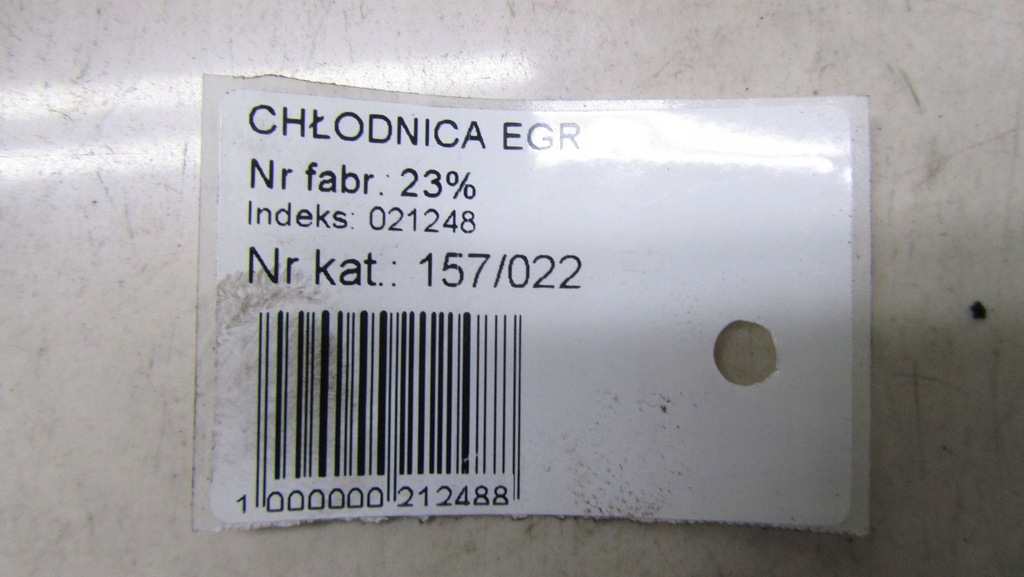 CHŁODNICA EGR
Nr fabr.: 23%
Indeks: 021248
Nr kat.: 157/022
1 000000 212488